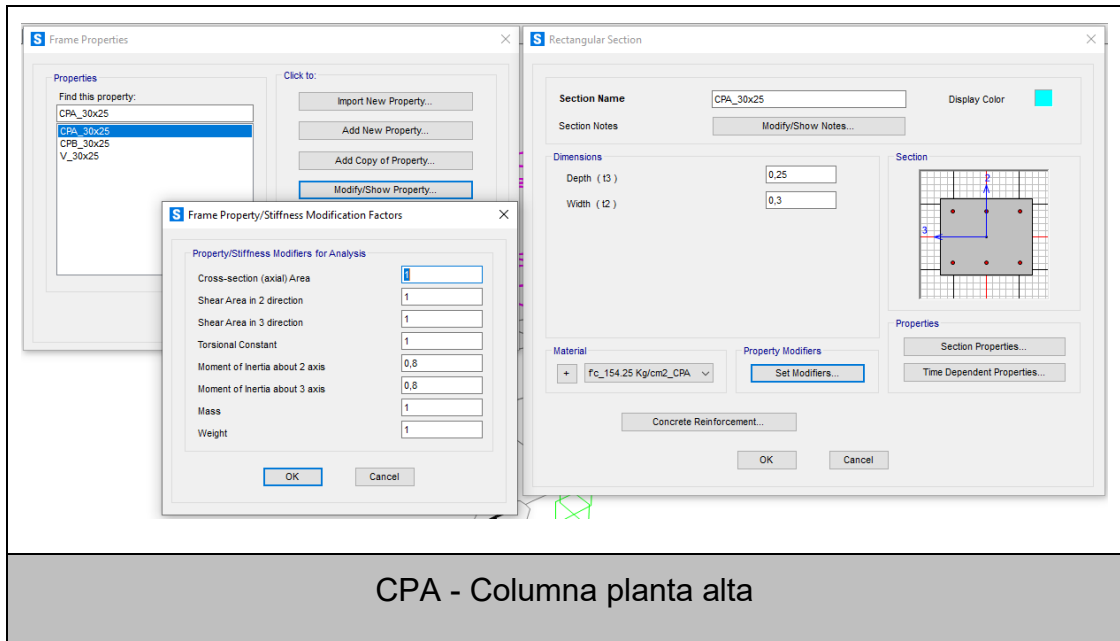 S Frame Properties
Properties
Find this property:
CPA_30x25
CPA_30x25
CPB_30x25
V_30x25
Click to:
Import New Property...
Add New Property...
Add Copy of Property...
Modify/Show Property...
S Frame Property/Stiffness Modification Factors
Property/Stiffness Modifiers for Analysis
Cross-section (axial) Area 1
Shear Area in 2 direction 1
Shear Area in 3 direction 1
Torsional Constant 1
Moment of Inertia about 2 axis 0,8
Moment of Inertia about 3 axis 0,8
Mass 1
Weight 1
OK Cancel
S Rectangular Section
Section Name CPA_30x25 Display Color
Section Notes Modify/Show Notes...
Dimensions
Depth ( t3 ) 0,25
Width ( t2 ) 0,3
Section
2
3
Properties
Section Properties...
Time Dependent Properties...
Material
+ f'c_154.25 Kg/cm2_CPA
Property Modifiers
Set Modifiers...
Concrete Reinforcement...
OK Cancel
CPA - Columna planta alta